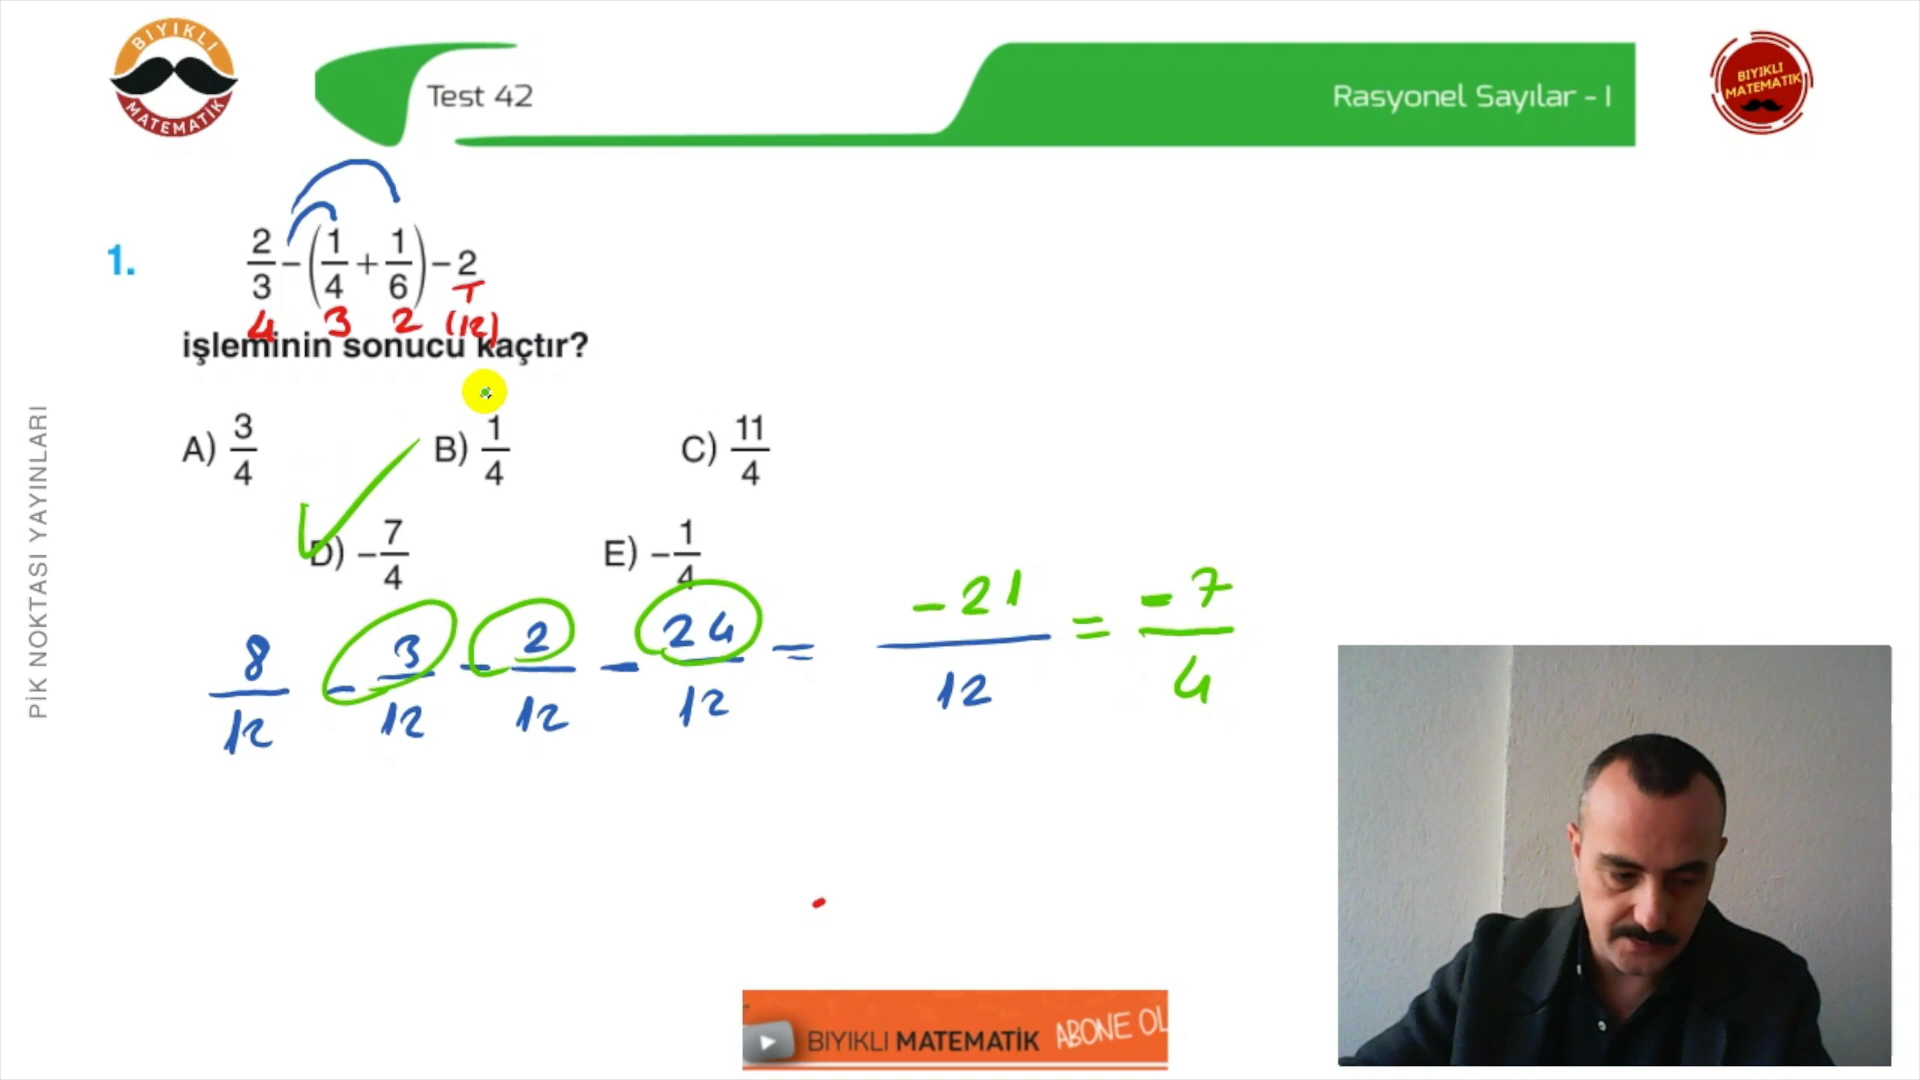 BIYIKLI
MATEMATİK
Test 42
Rasyonel Sayılar - I
BIYIKLI
MATEMATİK
1. 2/3 - (1/4 + 1/6) - 2
4 3 2 1 (12)
işleminin sonucu kaçtır?
A) 3/4 B) 1/4 C) 11/4
D) -7/4 E) -1/4
8/12 - 3/12 - 2/12 - 24/12 = -21/12 = -7/4
PİK NOKTASI YAYINLARI
BIYIKLI MATEMATİK ABONE OL